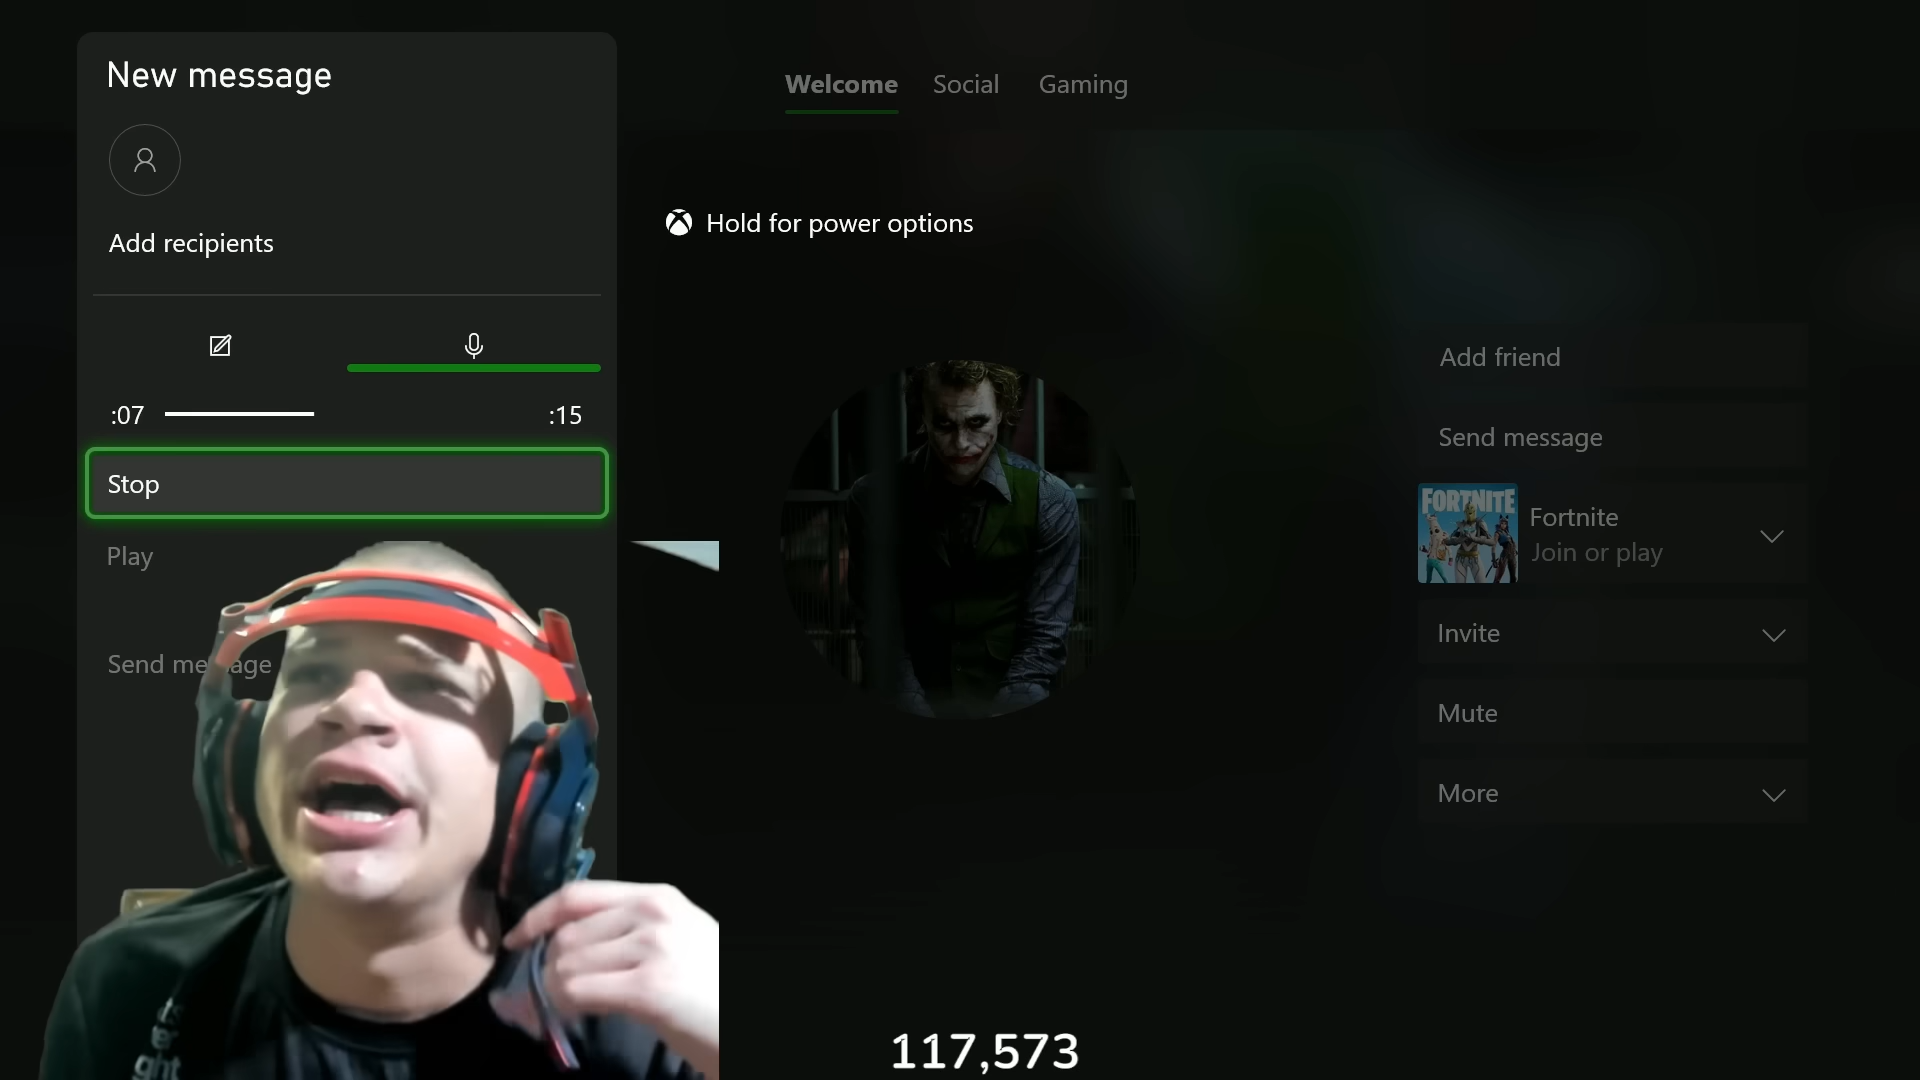 New message
Add recipients
:07
:15
Stop
Play
Send me age
Welcome Social Gaming
Hold for power options
Add friend
Send message
FORTNITE
Fortnite
Join or play
Invite
Mute
More
117,573
ght